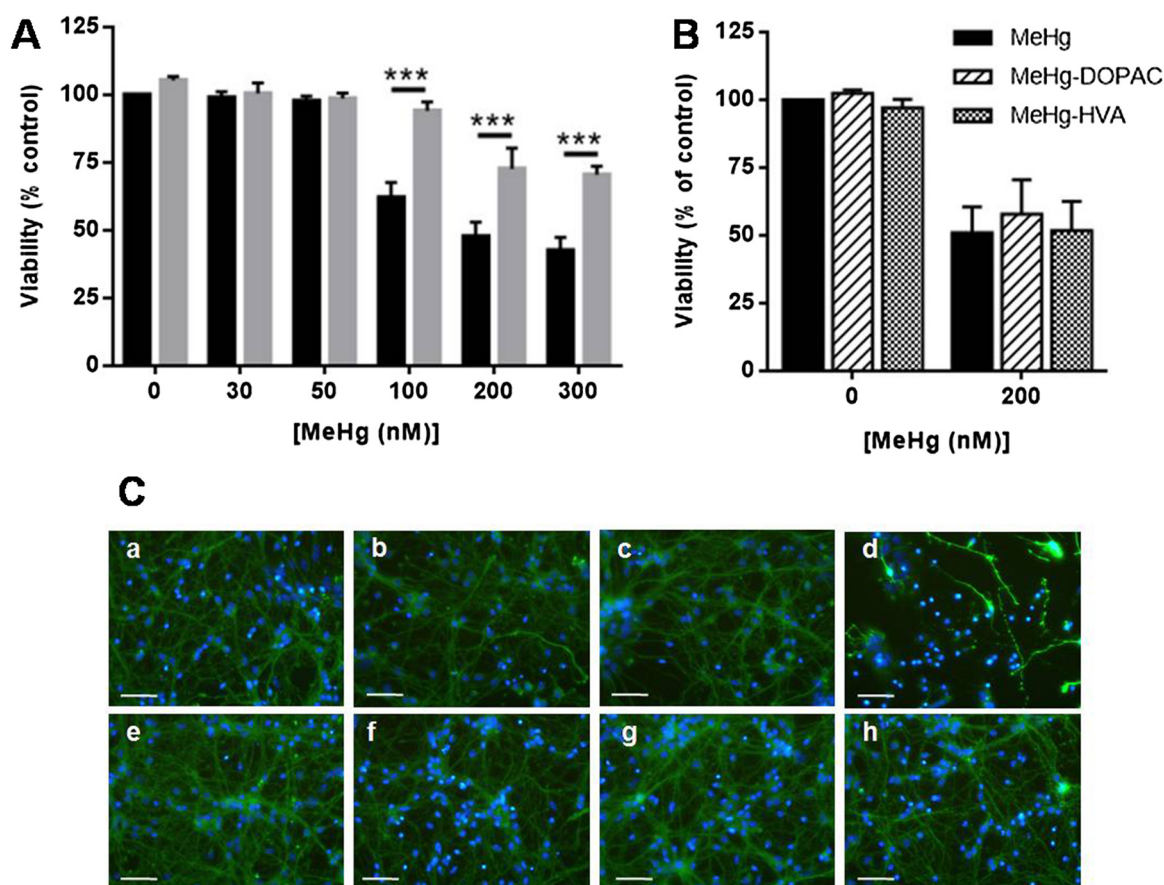 A
Viability (% control)
125
100
75
50
25
0
***
***
***
0 30 50 100 200 300
[MeHg (nM)]
B
Viability (% of control)
125
100
75
50
25
0
MeHg
MeHg-DOPAC
MeHg-HVA
0 200
[MeHg (nM)]
C
a b c d
e f g h